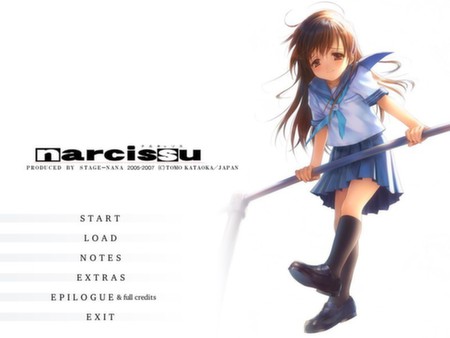 narcissu
PRODUCED BY STAGE-NANA 2005-2007 (C)TOMO KATAOKA/JAPAN
START
LOAD
NOTES
EXTRAS
EPILOGUE & full credits
EXIT